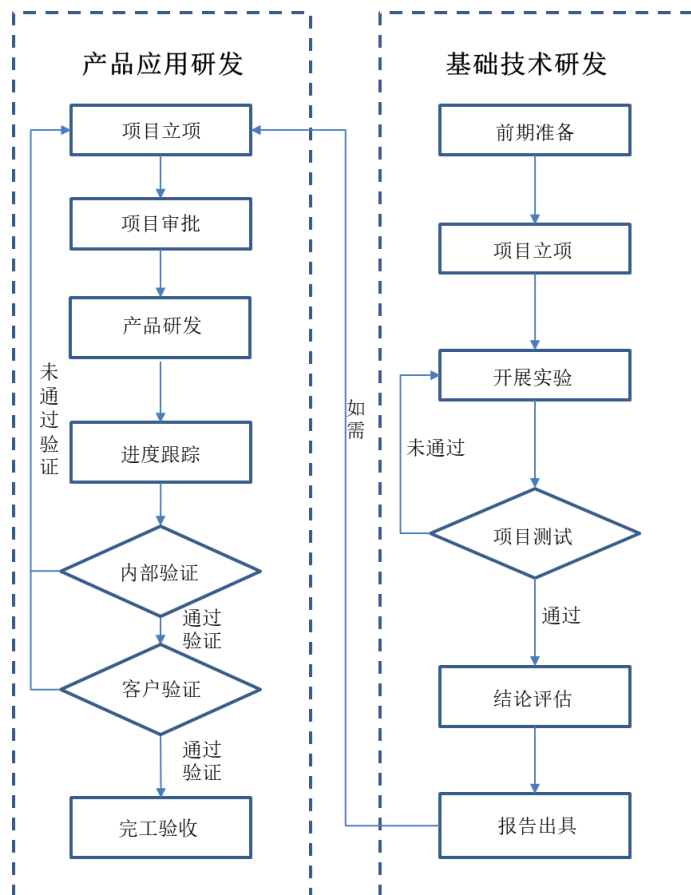 产品应用研发
项目立项
项目审批
产品研发
进度跟踪
内部验证
通过
验证
客户验证
通过
验证
完工验收
未通过验证
如需
基础技术研发
前期准备
项目立项
开展实验
未通过
项目测试
通过
结论评估
报告出具